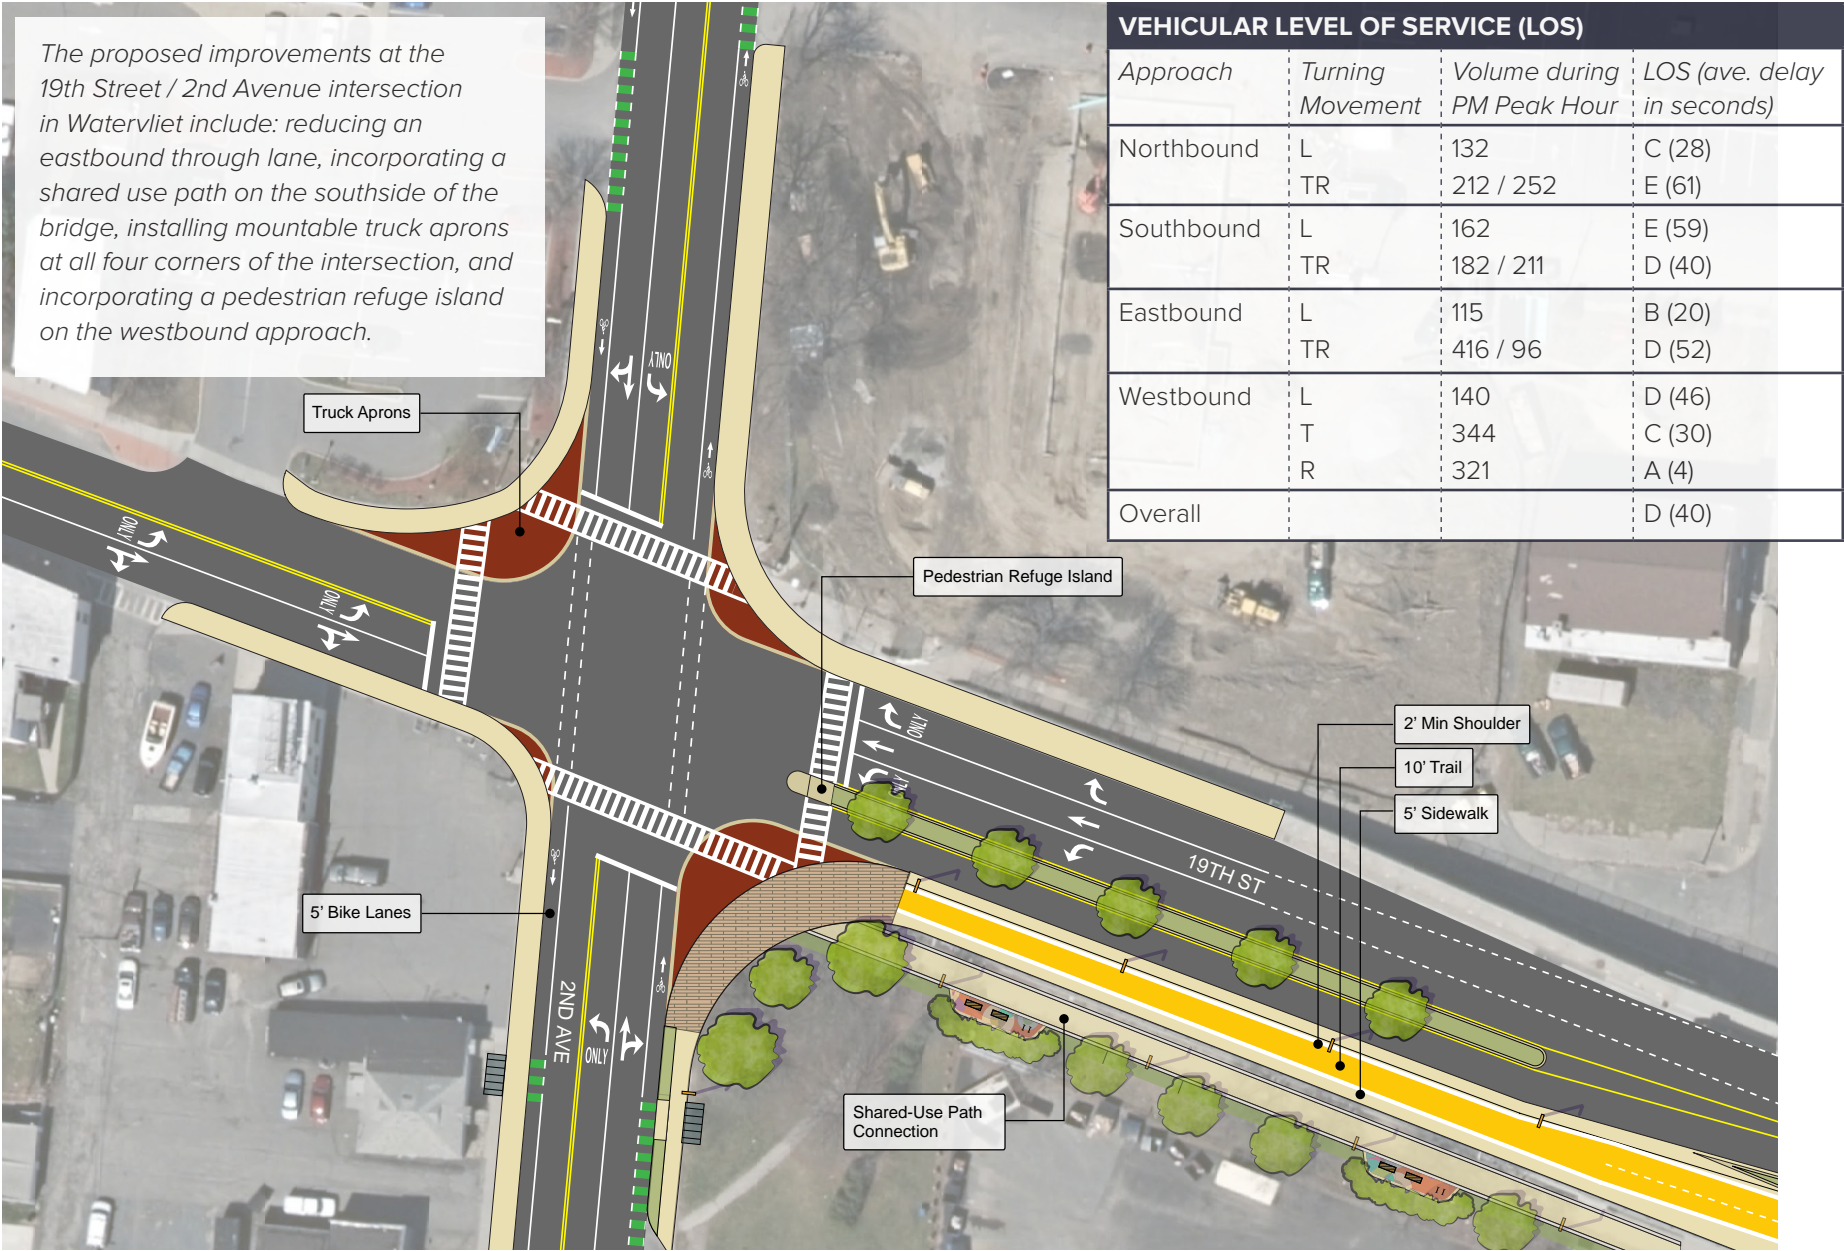 The proposed improvements at the
19th Street / 2nd Avenue intersection
in Watervliet include: reducing an
eastbound through lane, incorporating a
shared use path on the southside of the
bridge, installing mountable truck aprons
at all four corners of the intersection, and
incorporating a pedestrian refuge island
on the westbound approach.
VEHICULAR LEVEL OF SERVICE (LOS)
Approach Turning Movement Volume during PM Peak Hour LOS (ave. delay in seconds)
Northbound L 132 C (28)
TR 212 / 252 E (61)
Southbound L 162 E (59)
TR 182 / 211 D (40)
Eastbound L 115 B (20)
TR 416 / 96 D (52)
Westbound L 140 D (46)
T 344 C (30)
R 321 A (4)
Overall D (40)
ONLY
Truck Aprons
ONLY
ONLY
Pedestrian Refuge Island
ONLY
ONLY
2' Min Shoulder
10' Trail
5' Sidewalk
19TH ST
5' Bike Lanes
2ND AVE
ONLY
Shared-Use Path
Connection